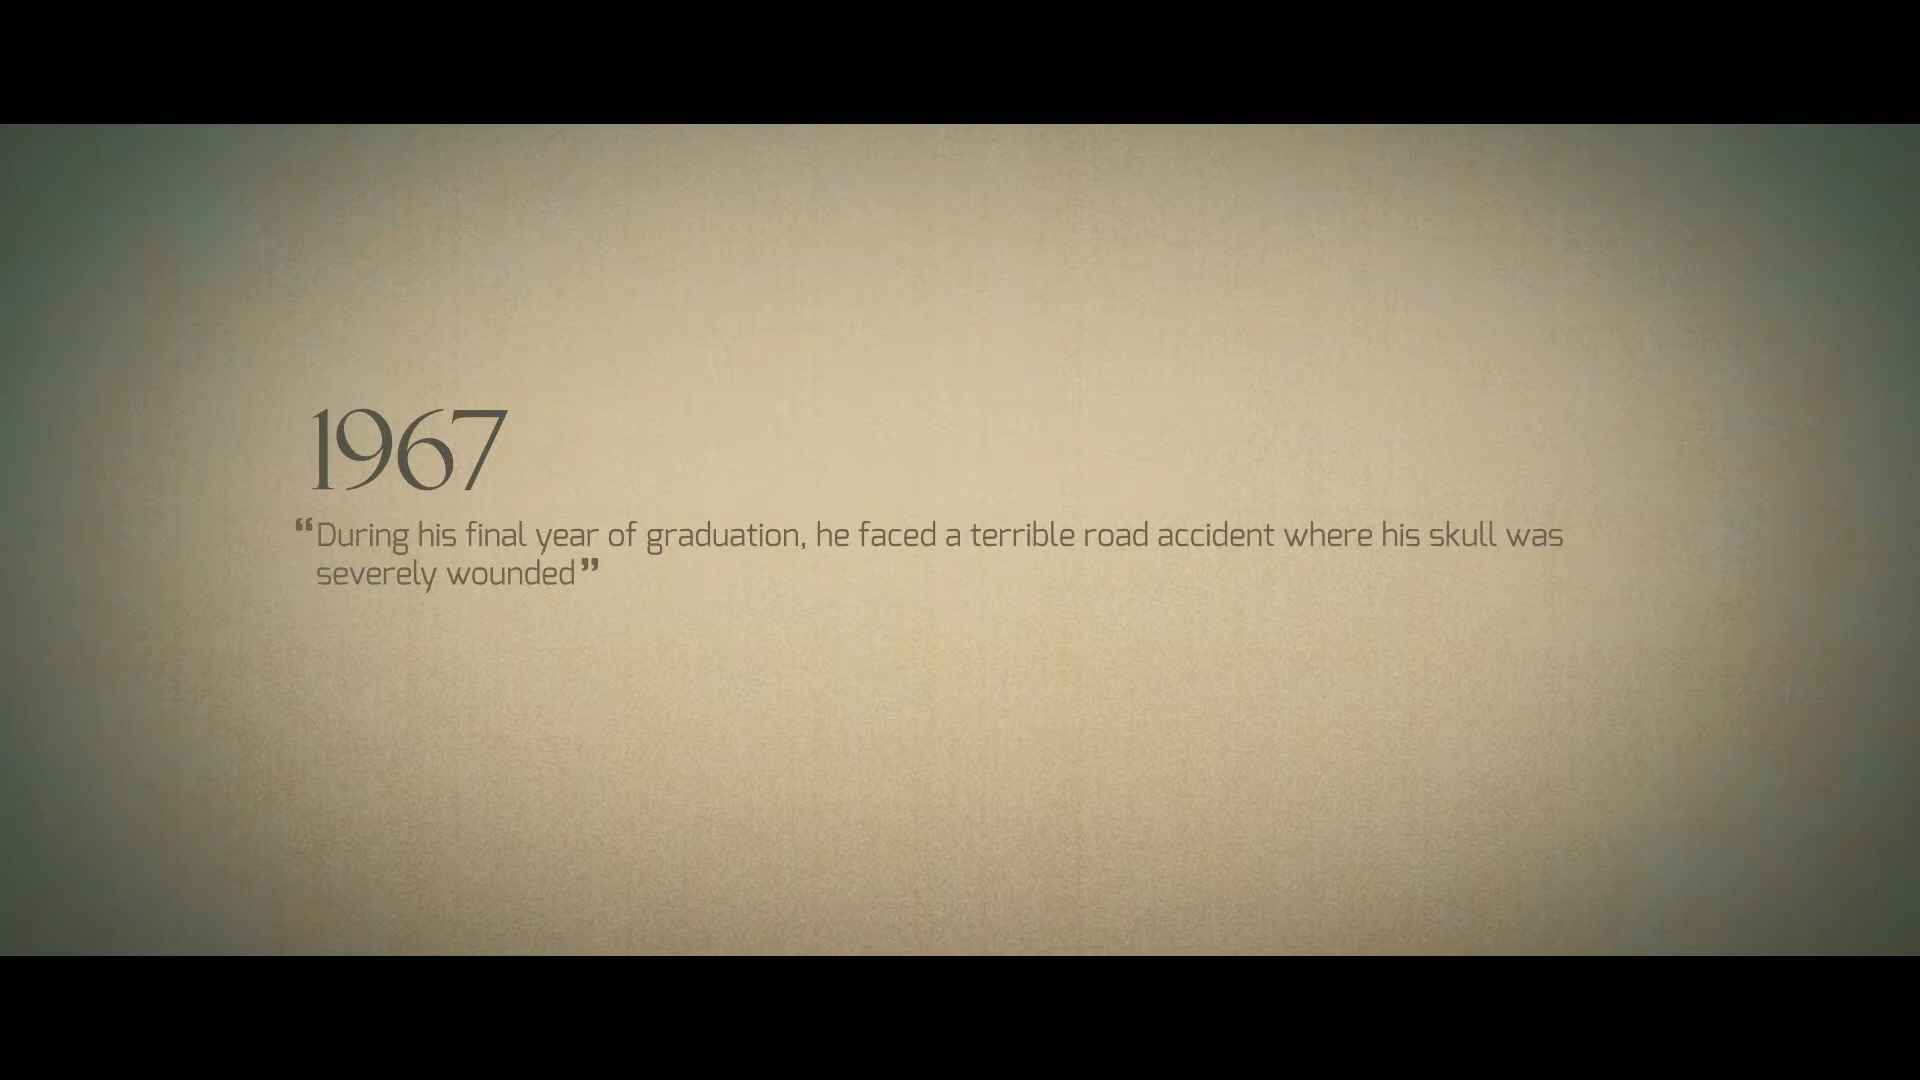 1967
“During his final year of graduation, he faced a terrible road accident where his skull was
severely wounded”